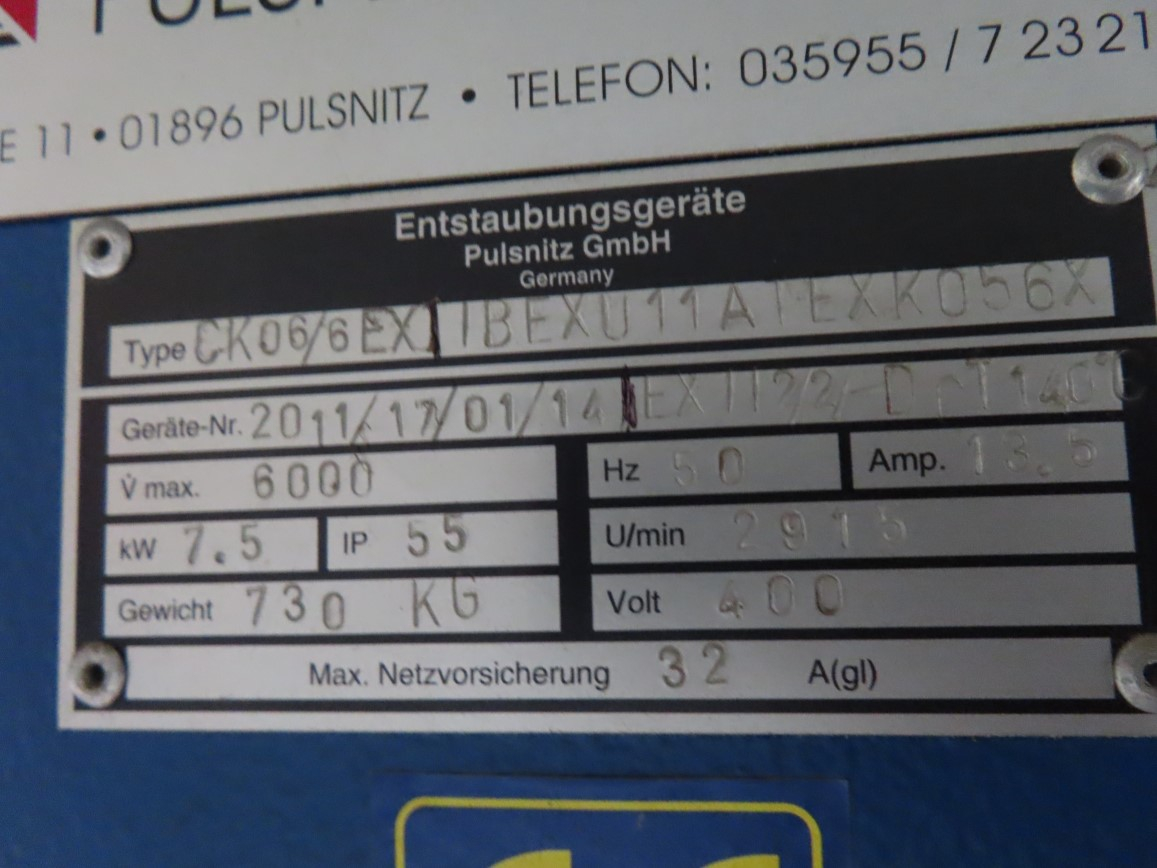 E 11 • 01896 PULSNITZ • TELEFON: 035955 / 7 23 21
Entstaubungsgeräte
Pulsnitz GmbH
Germany
Type CK06/6EX IBEXU11ATEXK056X
Geräte-Nr. 2011/17/01/14 EX II 22 D T140°C
V̇ max. 6000
Hz 50 Amp. 13.5
kW 7.5 IP 55
U/min 2915
Gewicht 730 KG
Volt 400
Max. Netzvorsicherung 32 A(gl)